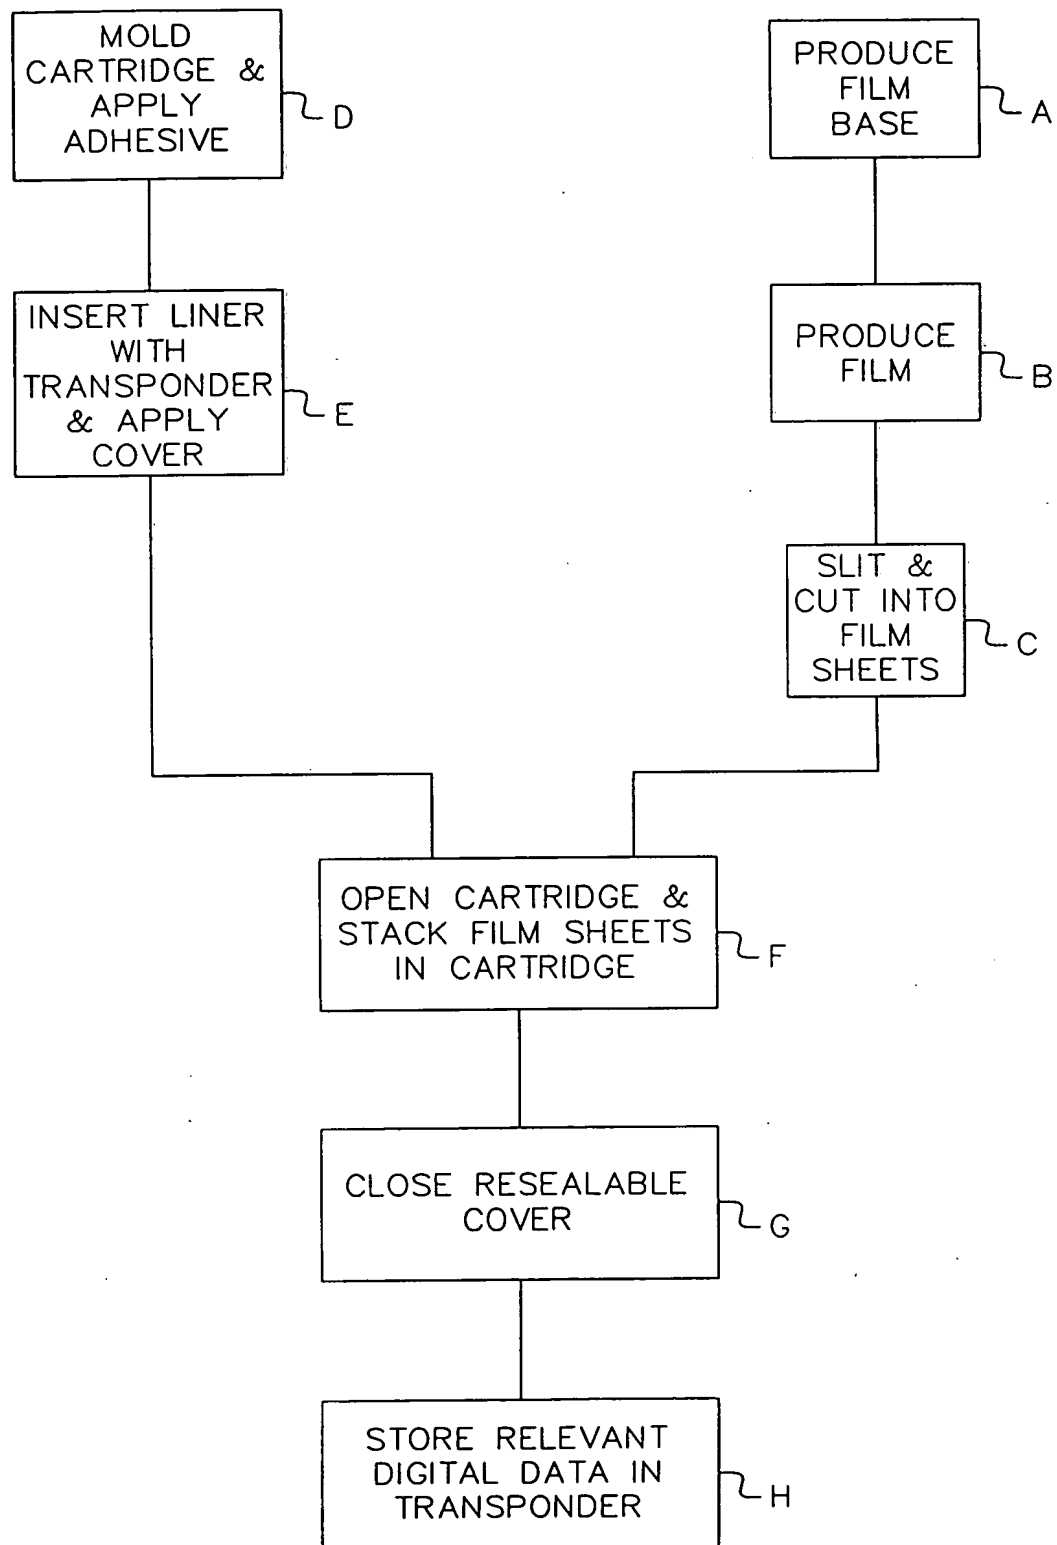 MOLD
CARTRIDGE &
APPLY
ADHESIVE
D
PRODUCE
FILM
BASE
A
INSERT LINER
WITH
TRANSPONDER
& APPLY
COVER
E
PRODUCE
FILM
B
SLIT &
CUT INTO
FILM
SHEETS
C
OPEN CARTRIDGE &
STACK FILM SHEETS
IN CARTRIDGE
F
CLOSE RESEALABLE
COVER
G
STORE RELEVANT
DIGITAL DATA IN
TRANSPONDER
H